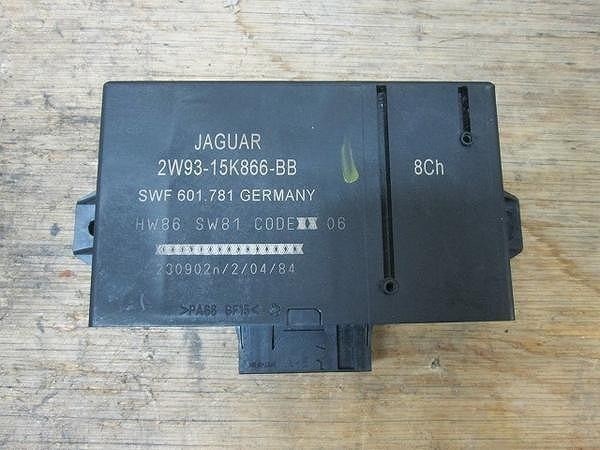 JAGUAR
2W93-15K866-BB
8Ch
SWF 601.781 GERMANY
HW86 SW81 CODE 06
230902n/2/04/84
>PA66 GF15<